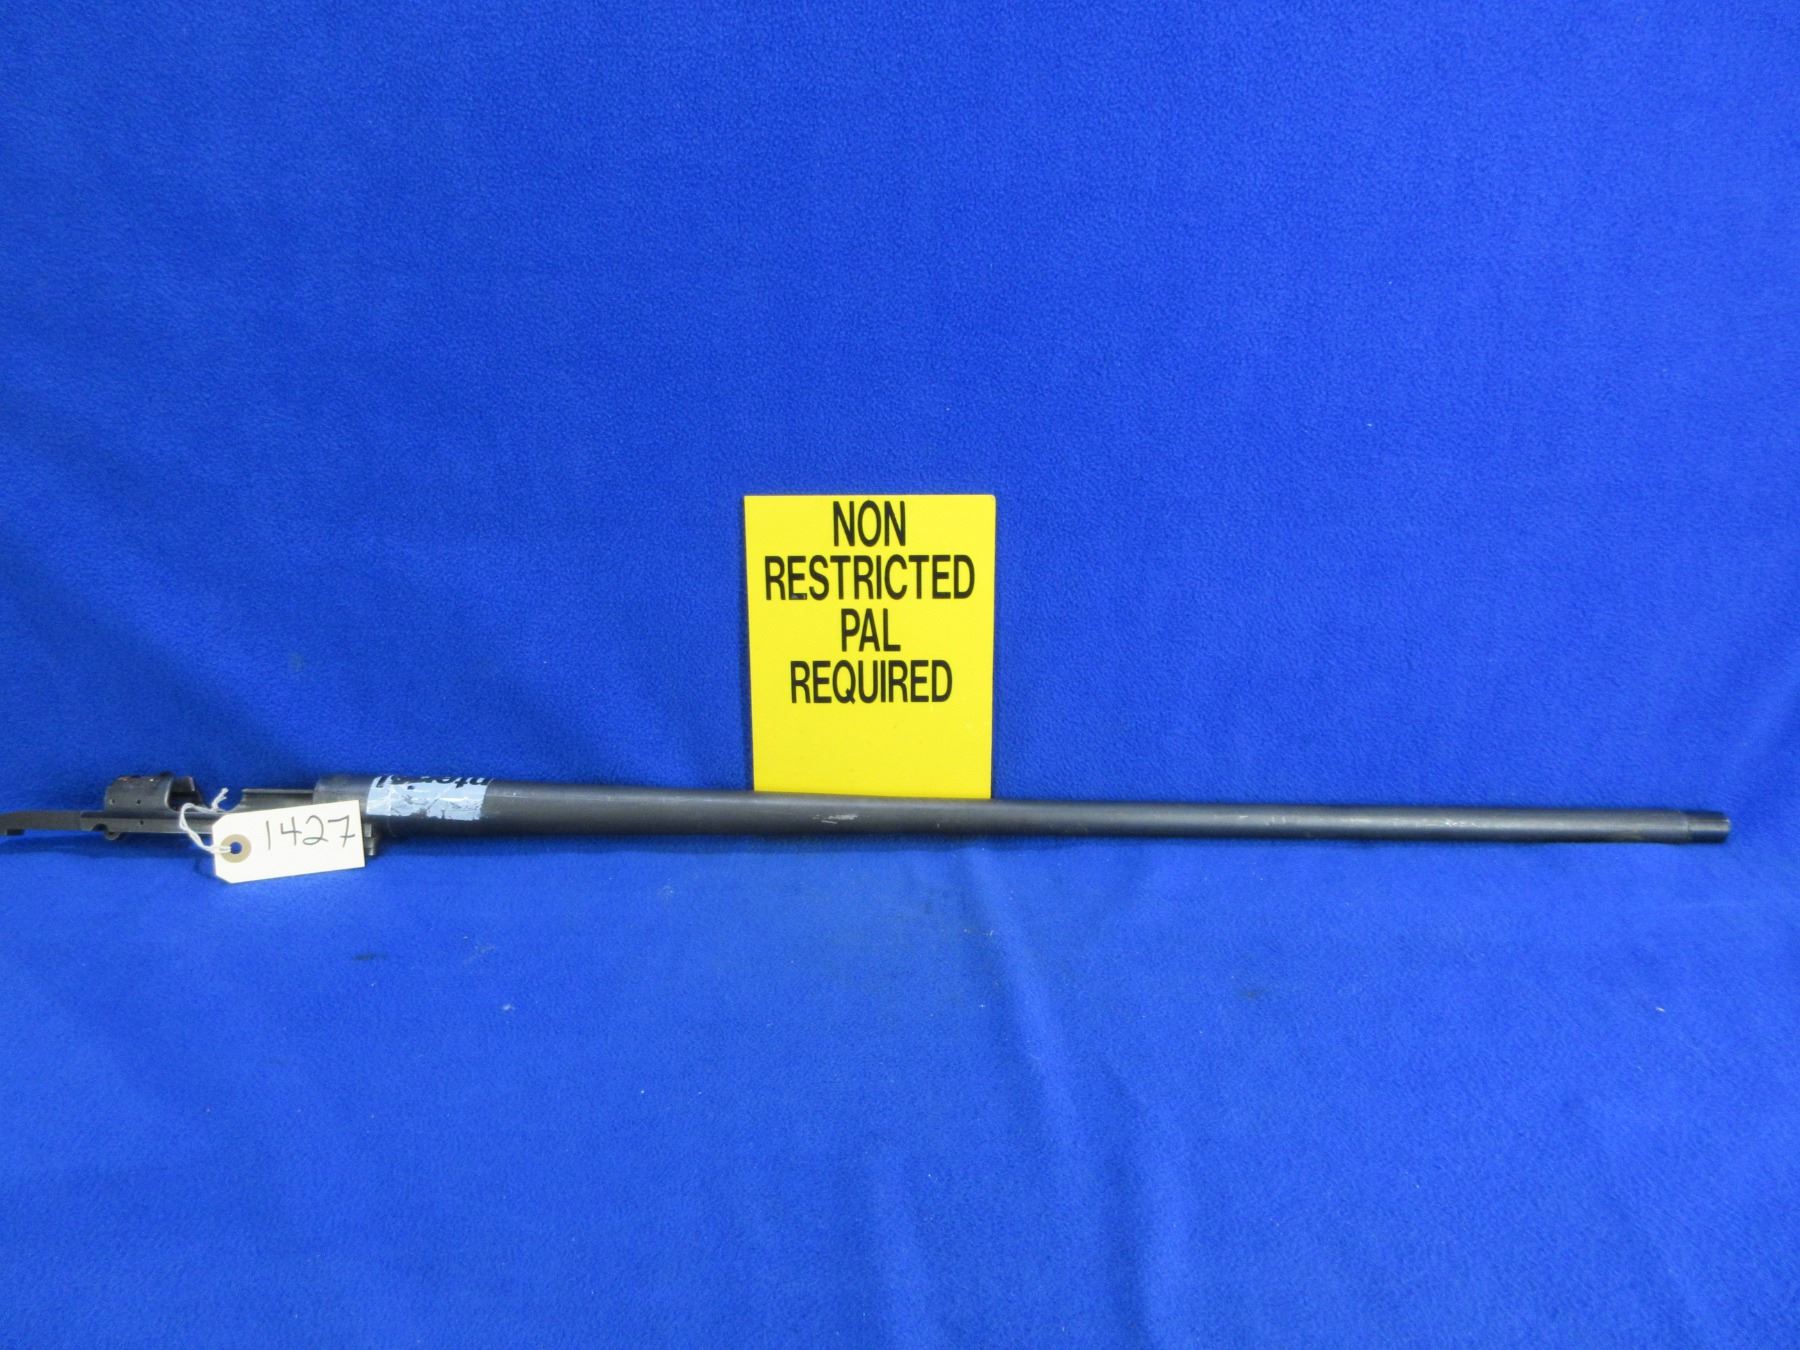 NON
RESTRICTED
PAL
REQUIRED
1427